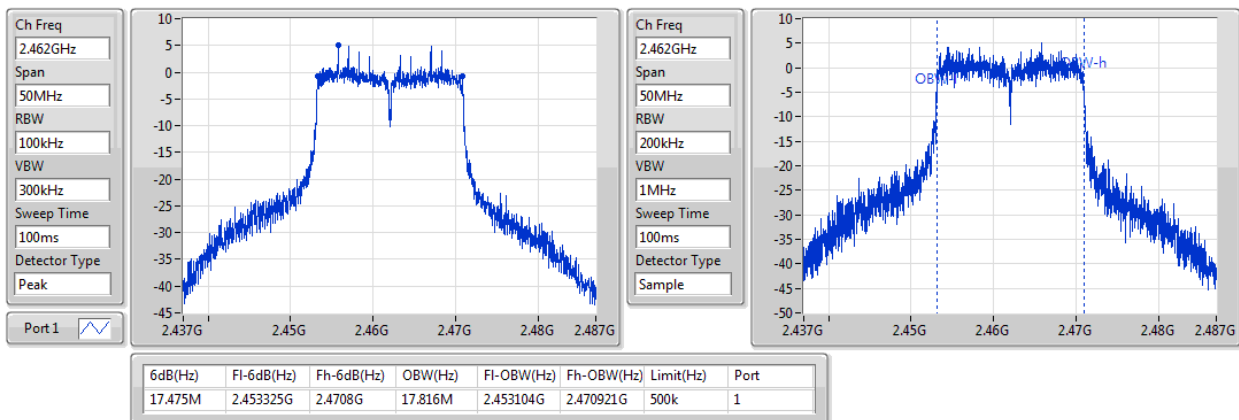 Ch Freq
2.462GHz
Span
50MHz
RBW
100kHz
VBW
300kHz
Sweep Time
100ms
Detector Type
Peak
Port 1
10
5
0
-5
-10
-15
-20
-25
-30
-35
-40
-45
2.437G 2.45G 2.46G 2.47G 2.48G 2.487G
Ch Freq
2.462GHz
Span
50MHz
RBW
200kHz
VBW
1MHz
Sweep Time
100ms
Detector Type
Sample
10
5
0
-5
-10
-15
-20
-25
-30
-35
-40
-45
-50
2.437G 2.45G 2.46G 2.47G 2.48G 2.487G
6dB(Hz) Fl-6dB(Hz) Fh-6dB(Hz) OBW(Hz) Fl-OBW(Hz) Fh-OBW(Hz) Limit(Hz) Port
17.475M 2.453325G 2.4708G 17.816M 2.453104G 2.470921G 500k 1